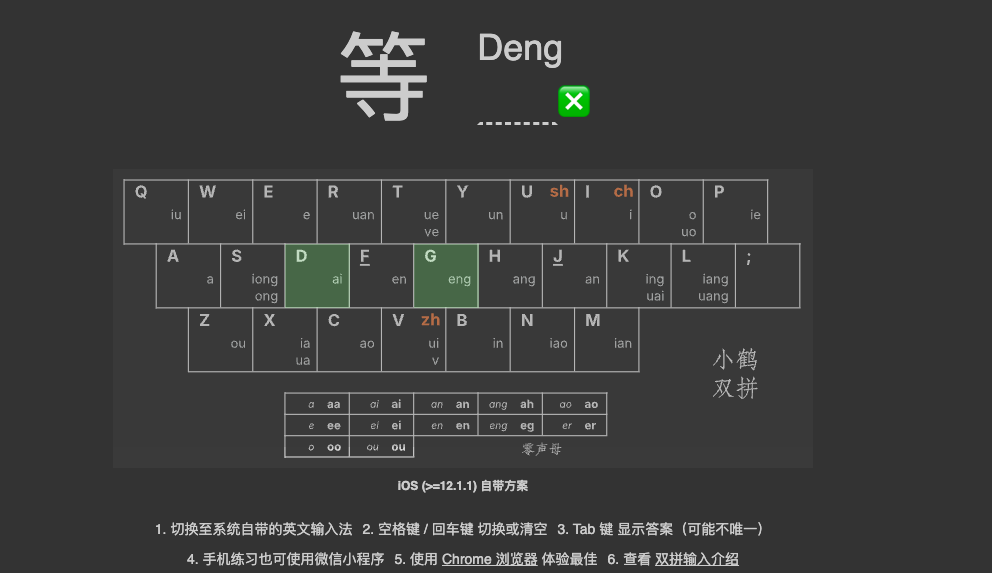 等 Deng
Q W E R T Y U sh I ch O P
iu ei e uan ue un u i o ie
ve uo
A S D F G H J K L ;
a iong ai en eng ang an ing iang
ong uai uang
Z X C V zh B N M
ou ia ao ui in iao ian
ua v
小鹤
双拼
a aa ai ai an an ang ah ao ao
e ee ei ei en en eng eg er er
o oo ou ou 零声母
iOS (>=12.1.1) 自带方案
1. 切换至系统自带的英文输入法 2. 空格键 / 回车键 切换或清空 3. Tab 键 显示答案（可能不唯一）
4. 手机练习也可使用微信小程序 5. 使用 Chrome 浏览器 体验最佳 6. 查看 双拼输入介绍